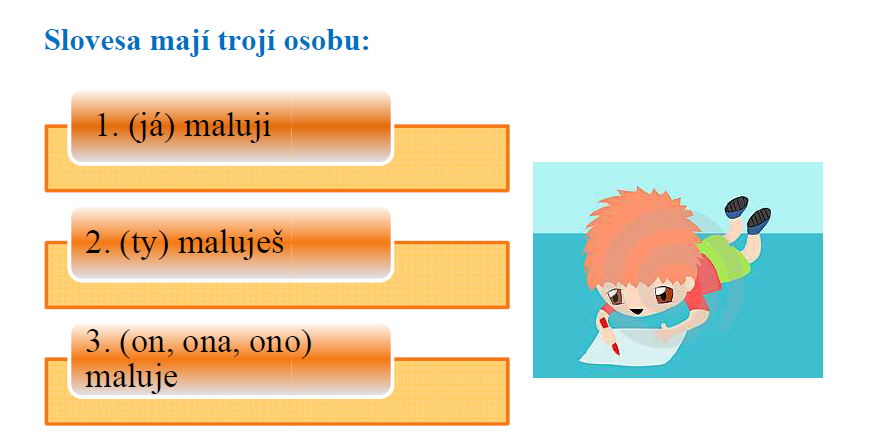 Slovesa mají trojí osobu:
1. (já) maluji
2. (ty) maluješ
3. (on, ona, ono)
maluje